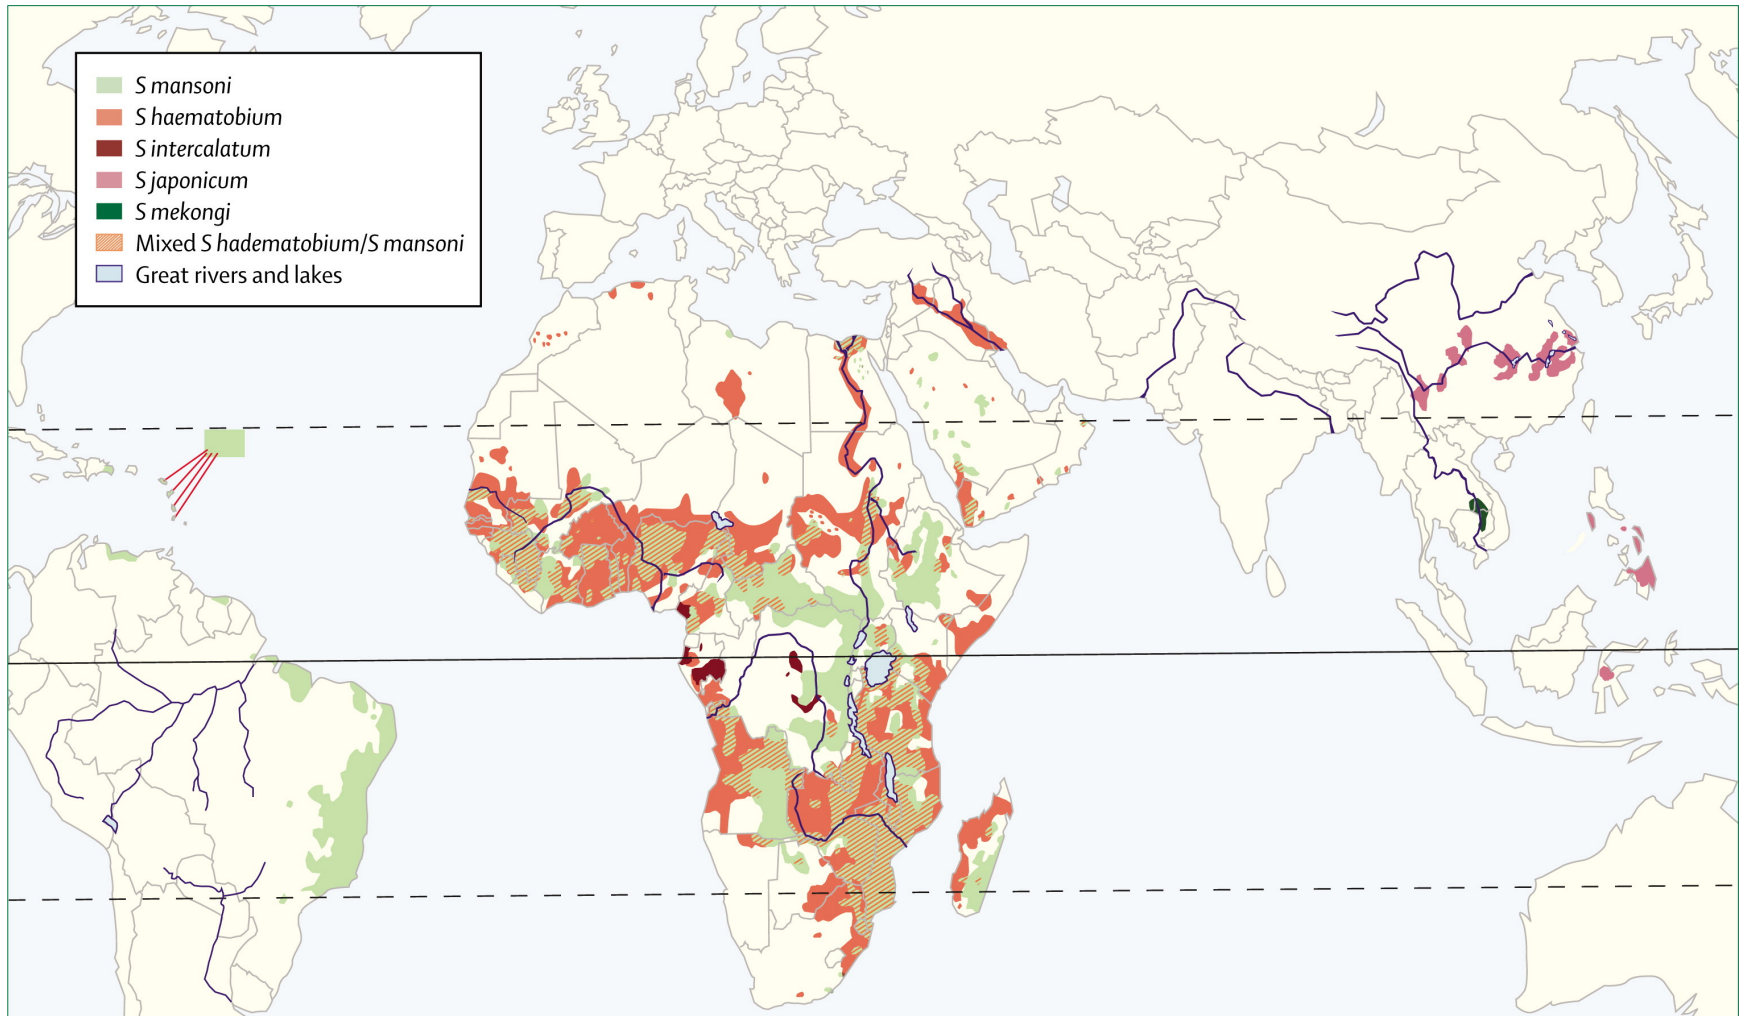 S mansoni
S haematobium
S intercalatum
S japonicum
S mekongi
Mixed S hadematobium/S mansoni
Great rivers and lakes